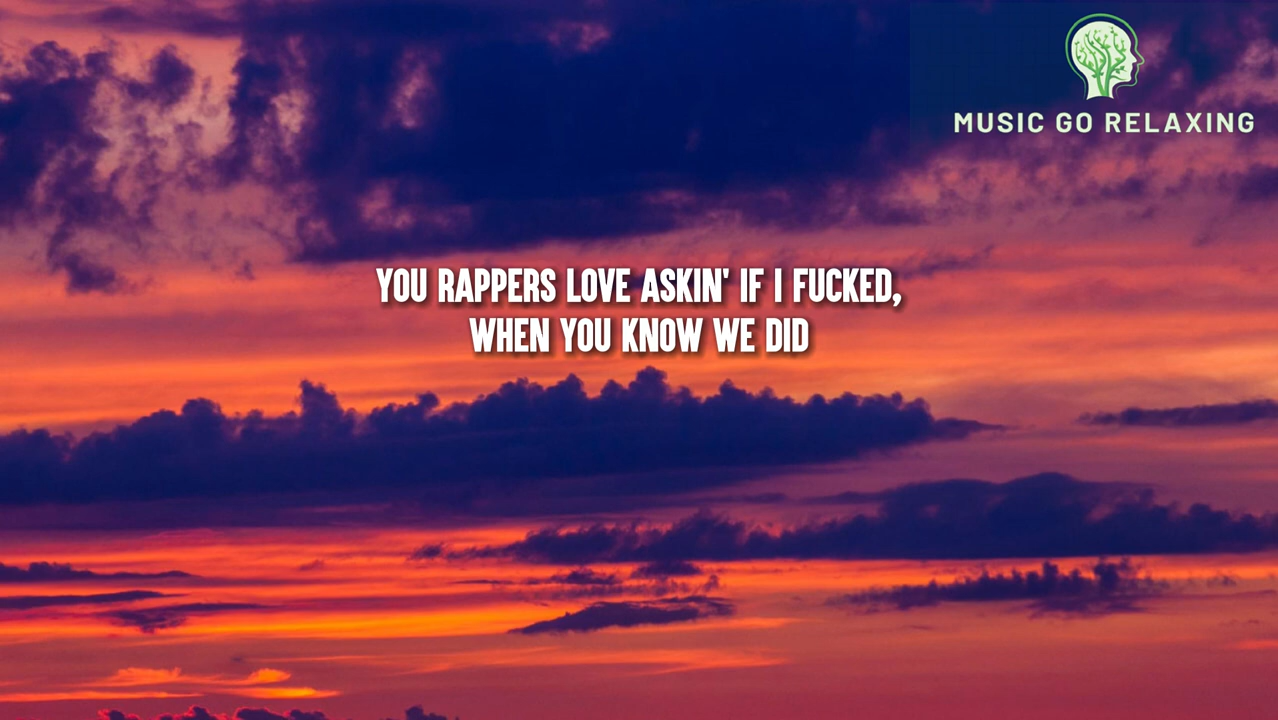 MUSIC GO RELAXING
YOU RAPPERS LOVE ASKIN' IF I FUCKED,
WHEN YOU KNOW WE DID